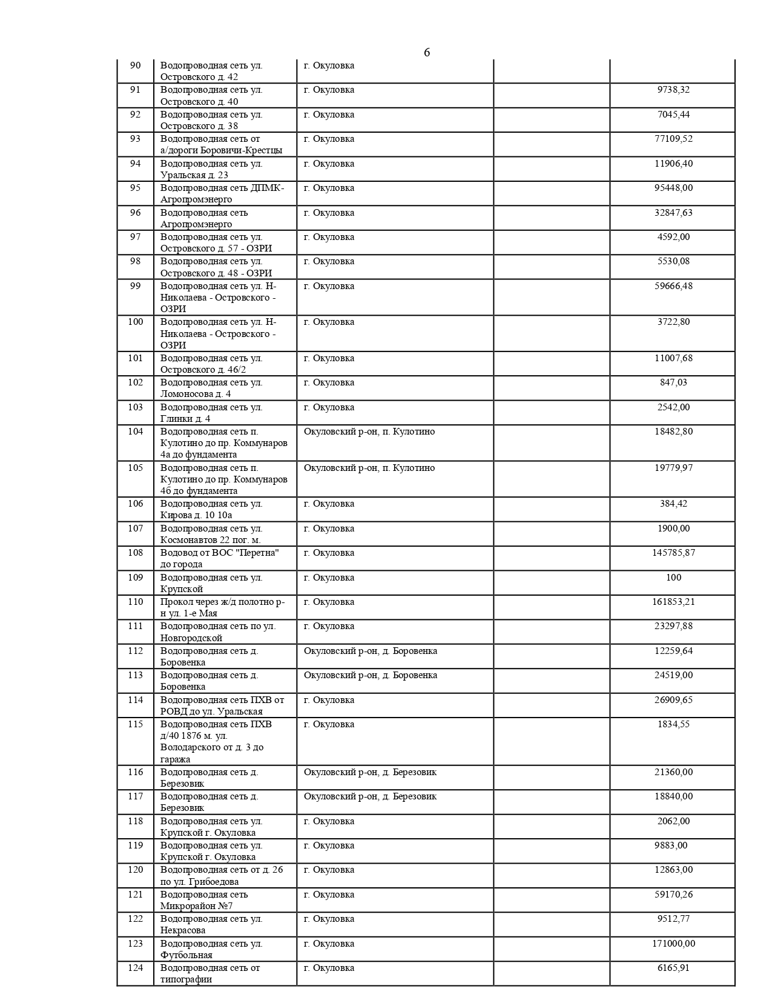 6
90 Водопроводная сеть ул. г. Окуловка
Островского д. 42
91 Водопроводная сеть ул. г. Окуловка 9738,32
Островского д. 40
92 Водопроводная сеть ул. г. Окуловка 7045,44
Островского д. 38
93 Водопроводная сеть от г. Окуловка 77109,52
а/дороги Боровичи-Крестцы
94 Водопроводная сеть ул. г. Окуловка 11906,40
Уральская д. 23
95 Водопроводная сеть ДПМК- г. Окуловка 95448,00
Агропромэнерго
96 Водопроводная сеть г. Окуловка 32847,63
Агропромэнерго
97 Водопроводная сеть ул. г. Окуловка 4592,00
Островского д. 57 - ОЗРИ
98 Водопроводная сеть ул. г. Окуловка 5530,08
Островского д. 48 - ОЗРИ
99 Водопроводная сеть ул. Н- г. Окуловка 59666,48
Николаева - Островского -
ОЗРИ
100 Водопроводная сеть ул. Н- г. Окуловка 3722,80
Николаева - Островского -
ОЗРИ
101 Водопроводная сеть ул. г. Окуловка 11007,68
Островского д. 46/2
102 Водопроводная сеть ул. г. Окуловка 847,03
Ломоносова д. 4
103 Водопроводная сеть ул. г. Окуловка 2542,00
Глинки д. 4
104 Водопроводная сеть п. Окуловский р-он, п. Кулотино 18482,80
Кулотино до пр. Коммунаров
4а до фундамента
105 Водопроводная сеть п. Окуловский р-он, п. Кулотино 19779,97
Кулотино до пр. Коммунаров
4б до фундамента
106 Водопроводная сеть ул. г. Окуловка 384,42
Кирова д. 10 10а
107 Водопроводная сеть ул. г. Окуловка 1900,00
Космонавтов 22 пог. м.
108 Водовод от ВОС "Перетна" г. Окуловка 145785,87
до города
109 Водопроводная сеть ул. г. Окуловка 100
Крупской
110 Прокол через ж/д полотно р- г. Окуловка 161853,21
н ул. 1-е Мая
111 Водопроводная сеть по ул. г. Окуловка 23297,88
Новгородской
112 Водопроводная сеть д. Окуловский р-он, д. Боровенка 12259,64
Боровенка
113 Водопроводная сеть д. Окуловский р-он, д. Боровенка 24519,00
Боровенка
114 Водопроводная сеть ПХВ от г. Окуловка 26909,65
РОВД до ул. Уральская
115 Водопроводная сеть ПХВ г. Окуловка 1834,55
д/40 1876 м. ул.
Володарского от д. 3 до
гаража
116 Водопроводная сеть д. Окуловский р-он, д. Березовик 21360,00
Березовик
117 Водопроводная сеть д. Окуловский р-он, д. Березовик 18840,00
Березовик
118 Водопроводная сеть ул. г. Окуловка 2062,00
Крупской г. Окуловка
119 Водопроводная сеть ул. г. Окуловка 9883,00
Крупской г. Окуловка
120 Водопроводная сеть от д. 26 г. Окуловка 12863,00
по ул. Грибоедова
121 Водопроводная сеть г. Окуловка 59170,26
Микрорайон №7
122 Водопроводная сеть ул. г. Окуловка 9512,77
Некрасова
123 Водопроводная сеть ул. г. Окуловка 171000,00
Футбольная
124 Водопроводная сеть от г. Окуловка 6165,91
типографии